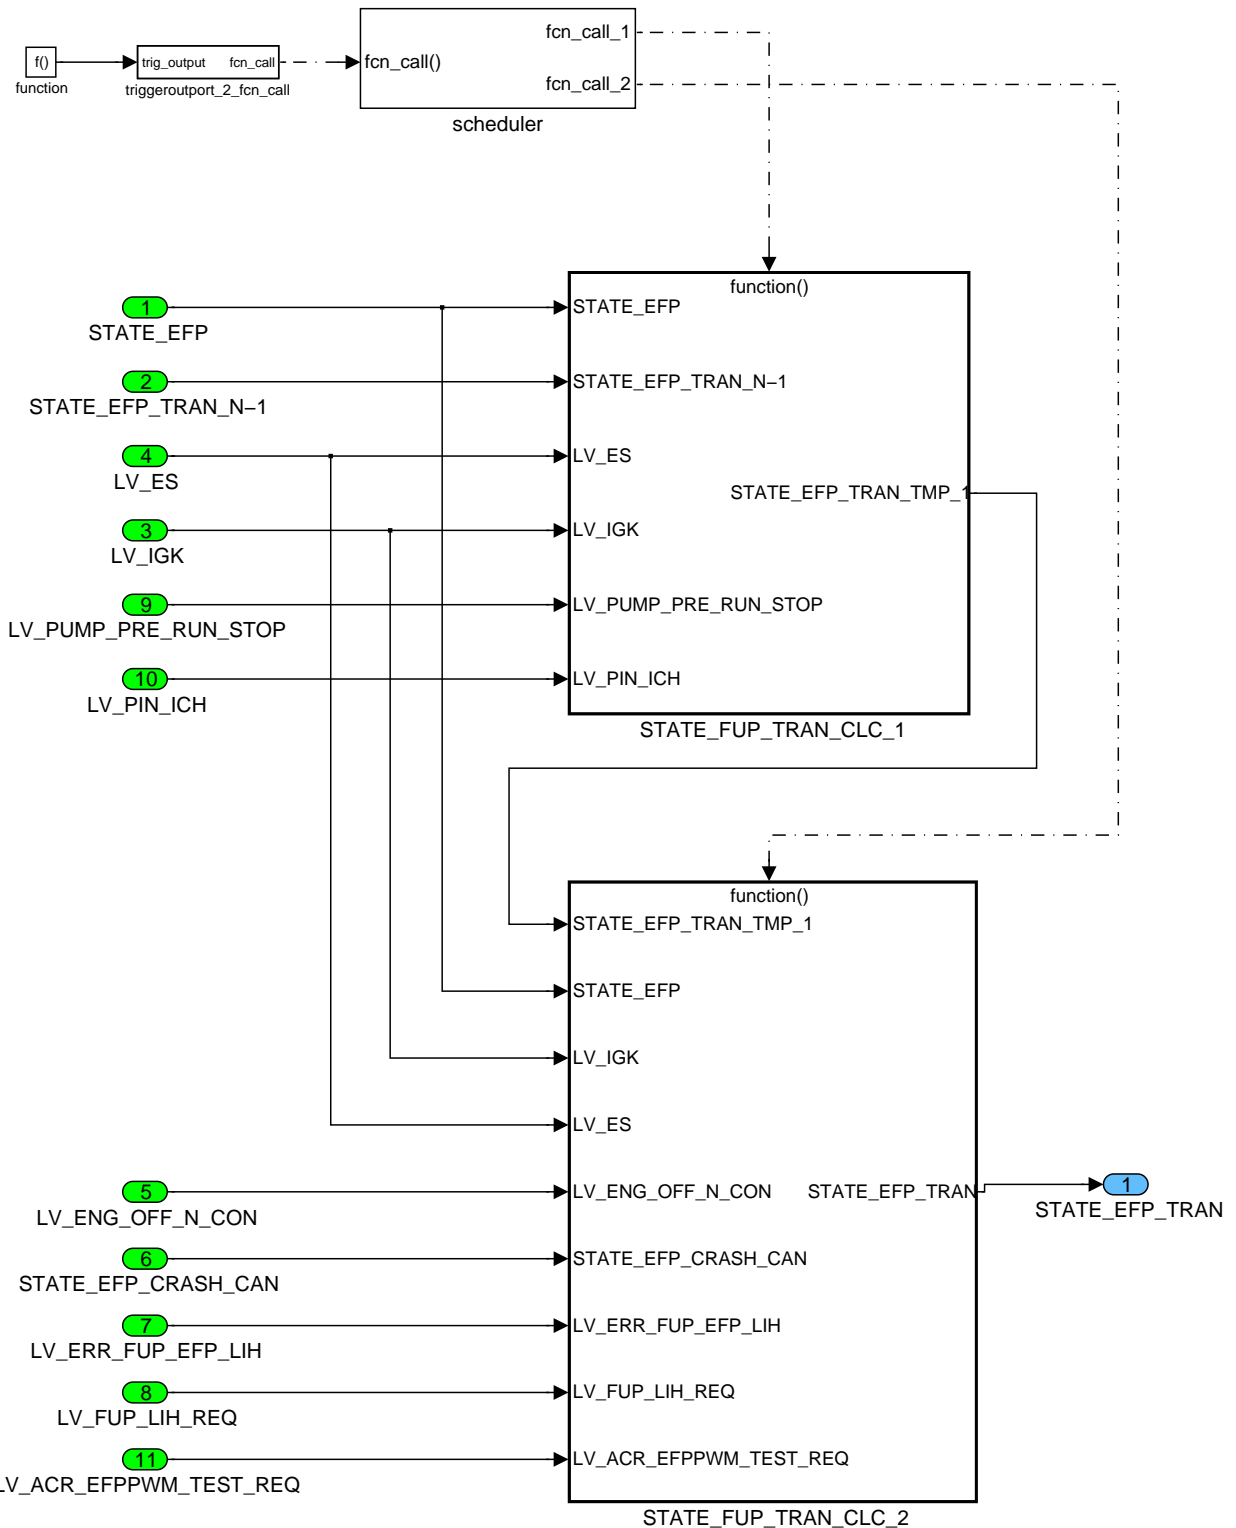 fcn_call_1
f()
trig_output
fcn_call
fcn_call()
function
triggeroutport_2_fcn_call
fcn_call_2
scheduler
function()
1
STATE_EFP
STATE_EFP
2
STATE_EFP_TRAN_N–1
STATE_EFP_TRAN_N–1
4
LV_ES
LV_ES
STATE_EFP_TRAN_TMP_1
3
LV_IGK
LV_IGK
9
LV_PUMP_PRE_RUN_STOP
LV_PUMP_PRE_RUN_STOP
10
LV_PIN_ICH
LV_PIN_ICH
STATE_FUP_TRAN_CLC_1
function()
STATE_EFP_TRAN_TMP_1
STATE_EFP
LV_IGK
LV_ES
5
LV_ENG_OFF_N_CON
LV_ENG_OFF_N_CON
STATE_EFP_TRAN
1
STATE_EFP_TRAN
6
STATE_EFP_CRASH_CAN
STATE_EFP_CRASH_CAN
7
LV_ERR_FUP_EFP_LIH
LV_ERR_FUP_EFP_LIH
8
LV_FUP_LIH_REQ
LV_FUP_LIH_REQ
11
LV_ACR_EFPPWM_TEST_REQ
LV_ACR_EFPPWM_TEST_REQ
STATE_FUP_TRAN_CLC_2